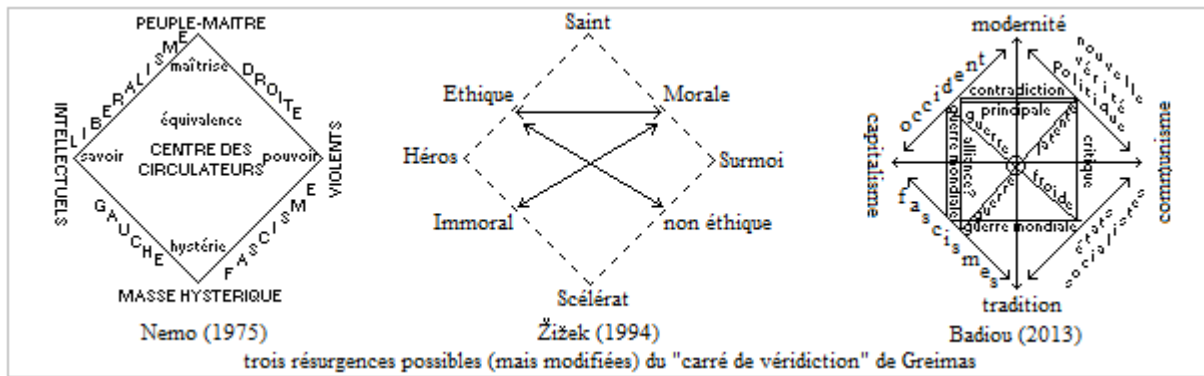 PEUPLE-MAITRE
LIBERALISME
DROITE
maîtrise
équivalence
INTELLECTUELS
savoir
CENTRE DES
CIRCULATEURS
pouvoir
VIOLENTS
GAUCHE
FASCISME
hystérie
MASSE HYSTERIQUE
Nemo (1975)
Saint
Ethique
Morale
Héros
Surmoi
Immoral
non éthique
Scélérat
Žižek (1994)
modernité
occident
nouvelle
vérité
Politique
contradiction
principale
capitalisme
guerre mondiale
alliance?
guerre
froide
guerre
latente
critique
communisme
guerre mondiale
fascismes
états
socialistes
tradition
Badiou (2013)
trois résurgences possibles (mais modifiées) du "carré de véridiction" de Greimas